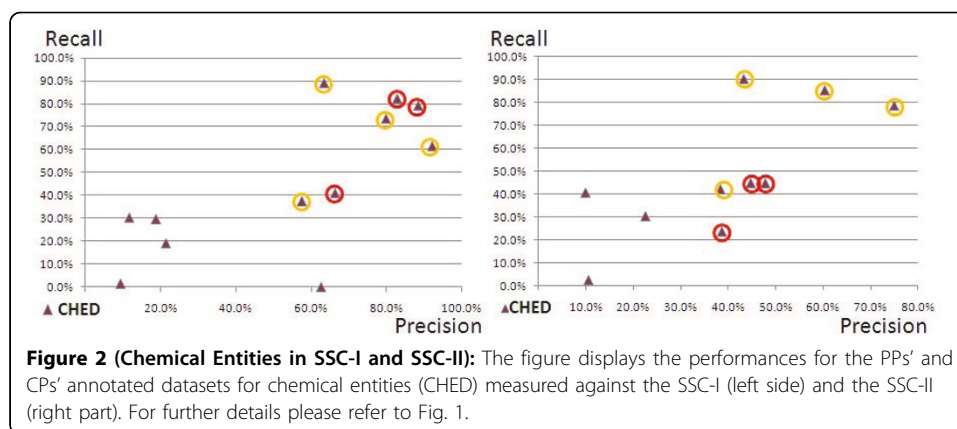 Recall
100.0%
90.0%
80.0%
70.0%
60.0%
50.0%
40.0%
30.0%
20.0%
10.0%
0.0%
20.0% 40.0% 60.0% 80.0% 100.0%
CHED
Precision
Recall
100.0%
90.0%
80.0%
70.0%
60.0%
50.0%
40.0%
30.0%
20.0%
10.0%
0.0%
10.0% 20.0% 30.0% 40.0% 50.0% 60.0% 70.0% 80.0%
CHED
Precision
Figure 2 (Chemical Entities in SSC-I and SSC-II): The figure displays the performances for the PPs’ and
CPs’ annotated datasets for chemical entities (CHED) measured against the SSC-I (left side) and the SSC-II
(right part). For further details please refer to Fig. 1.